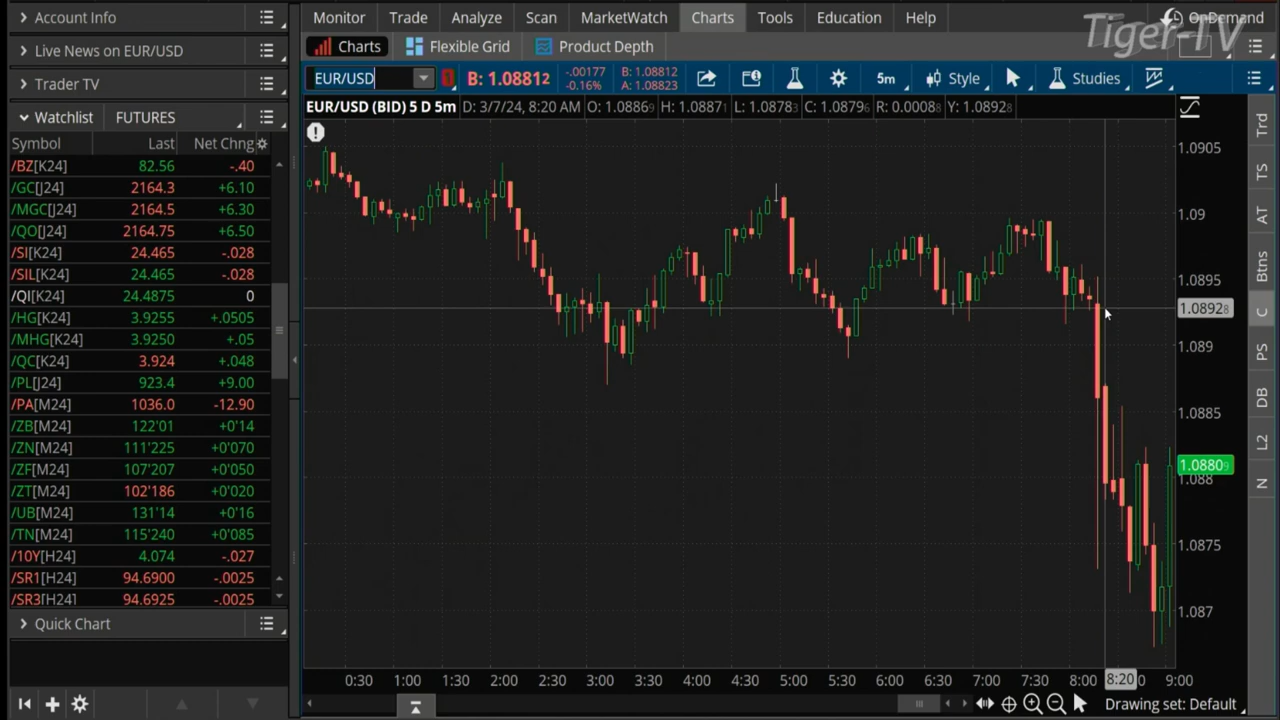 Account Info
Live News on EUR/USD
Trader TV
Watchlist FUTURES
Symbol Last Net Chng
/BZ[K24] 82.56 -.40
/GC[J24] 2164.3 +6.10
/MGC[J24] 2164.5 +6.30
/QO[J24] 2164.75 +6.50
/SI[K24] 24.465 -.028
/SIL[K24] 24.465 -.028
/QI[K24] 24.4875 0
/HG[K24] 3.9255 +.0505
/MHG[K24] 3.9250 +.05
/QC[K24] 3.924 +.048
/PL[J24] 923.4 +9.00
/PA[M24] 1036.0 -12.90
/ZB[M24] 122'01 +0'14
/ZN[M24] 111'225 +0'070
/ZF[M24] 107'207 +0'050
/ZT[M24] 102'186 +0'020
/UB[M24] 131'14 +0'16
/TN[M24] 115'240 +0'085
/10Y[H24] 4.074 -.027
/SR1[H24] 94.6900 -.0025
/SR3[H24] 94.6925 -.0025
Quick Chart
Monitor Trade Analyze Scan MarketWatch Charts Tools Education Help OnDemand
Tiger-TV
Charts Flexible Grid Product Depth
EUR/USD B: 1.08812 -.00177 -0.16% B: 1.08812 A: 1.08823 5m Style Studies
EUR/USD (BID) 5 D 5m D: 3/7/24, 8:20 AM O: 1.08869 H: 1.08871 L: 1.08783 C: 1.08796 R: 0.00088 Y: 1.08928
1.0905
1.09
1.0895
1.08928
1.089
1.0885
1.08809
1.088
1.0875
1.087
0:30 1:00 1:30 2:00 2:30 3:00 3:30 4:00 4:30 5:00 5:30 6:00 6:30 7:00 7:30 8:00 8:20 9:00
Drawing set: Default
Trd
TS
AT
Btns
C
PS
DB
L2
N